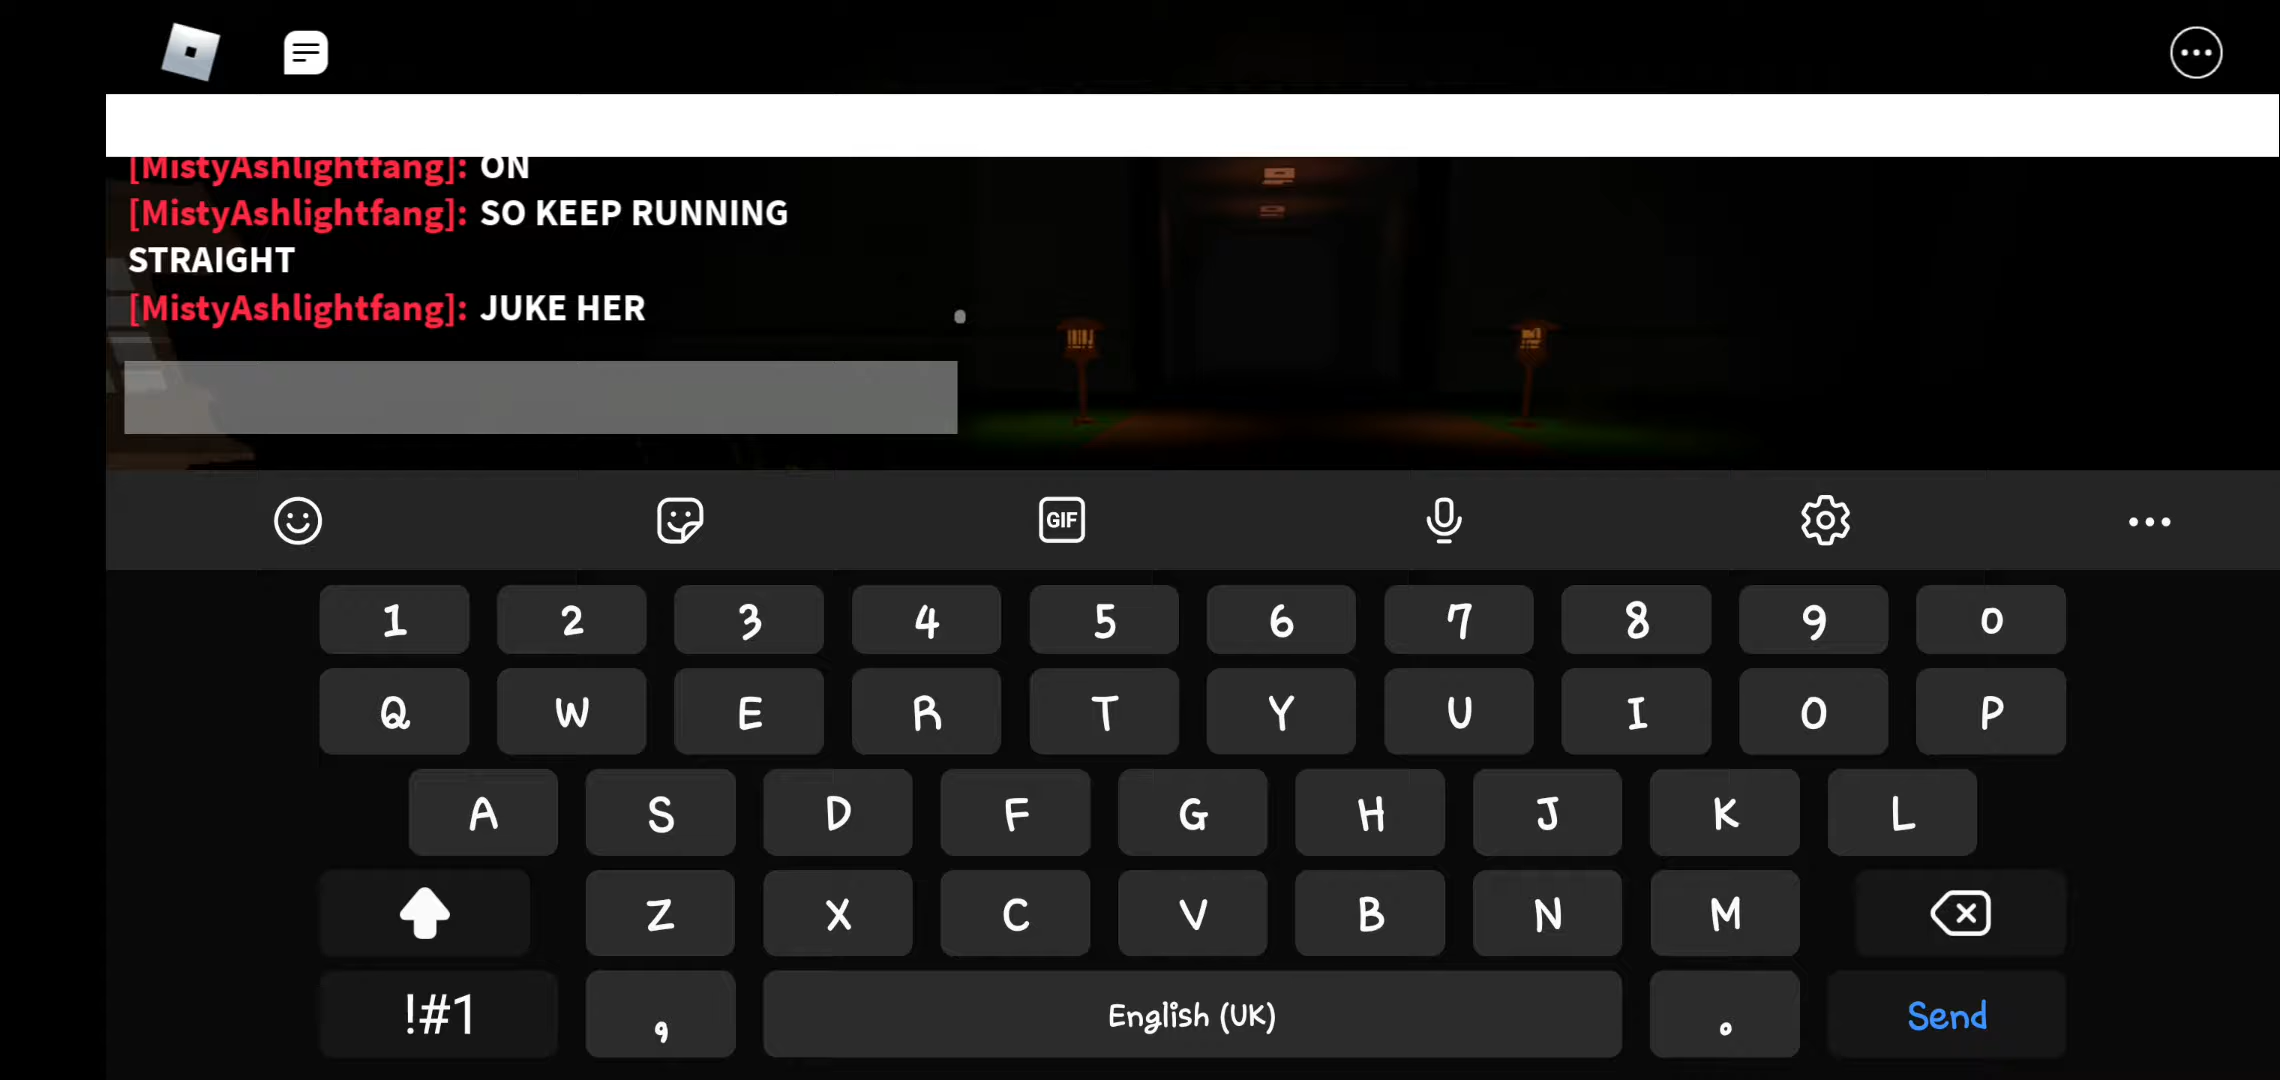 [MistyAshlightfang]: ON
[MistyAshlightfang]: SO KEEP RUNNING
STRAIGHT
[MistyAshlightfang]: JUKE HER
GIF
1 2 3 4 5 6 7 8 9 0
Q W E R T Y U I O P
A S D F G H J K L
Z X C V B N M
!#1 , English (UK) . Send